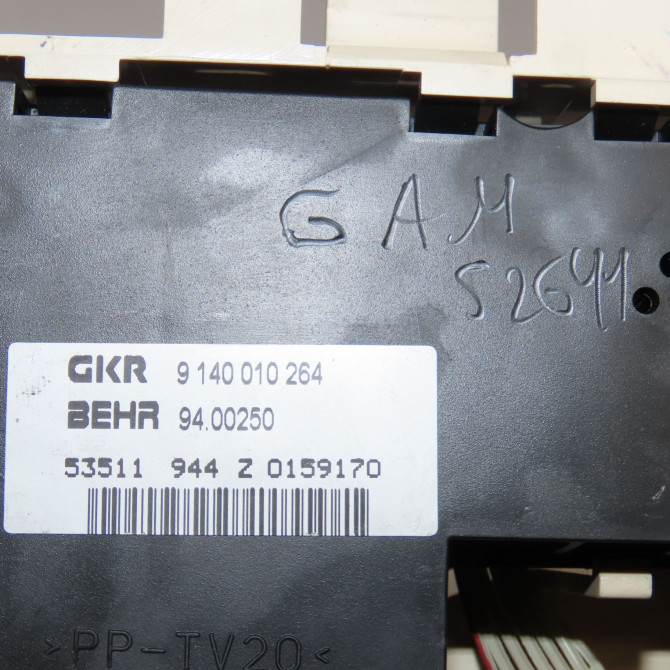 GAM
52644
GKR 9 140 010 264
BEHR 94.00250
53511 944 Z 0159170
>PP-TV20<